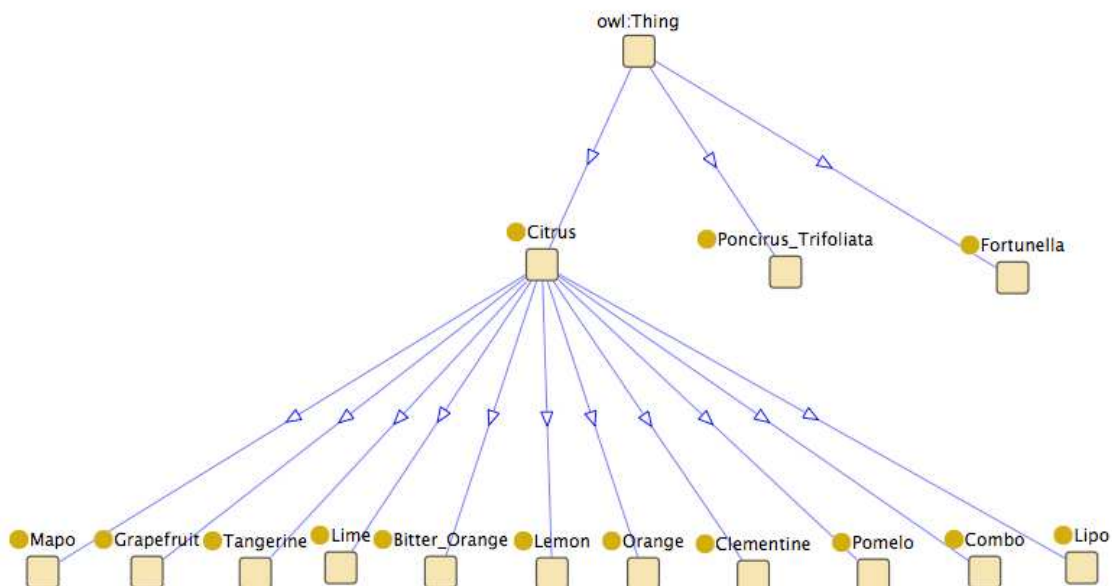 owl:Thing
Citrus
Poncirus_Trifoliata
Fortunella
Mapo
Grapefruit
Tangerine
Lime
Bitter_Orange
Lemon
Orange
Clementine
Pomelo
Combo
Lipo